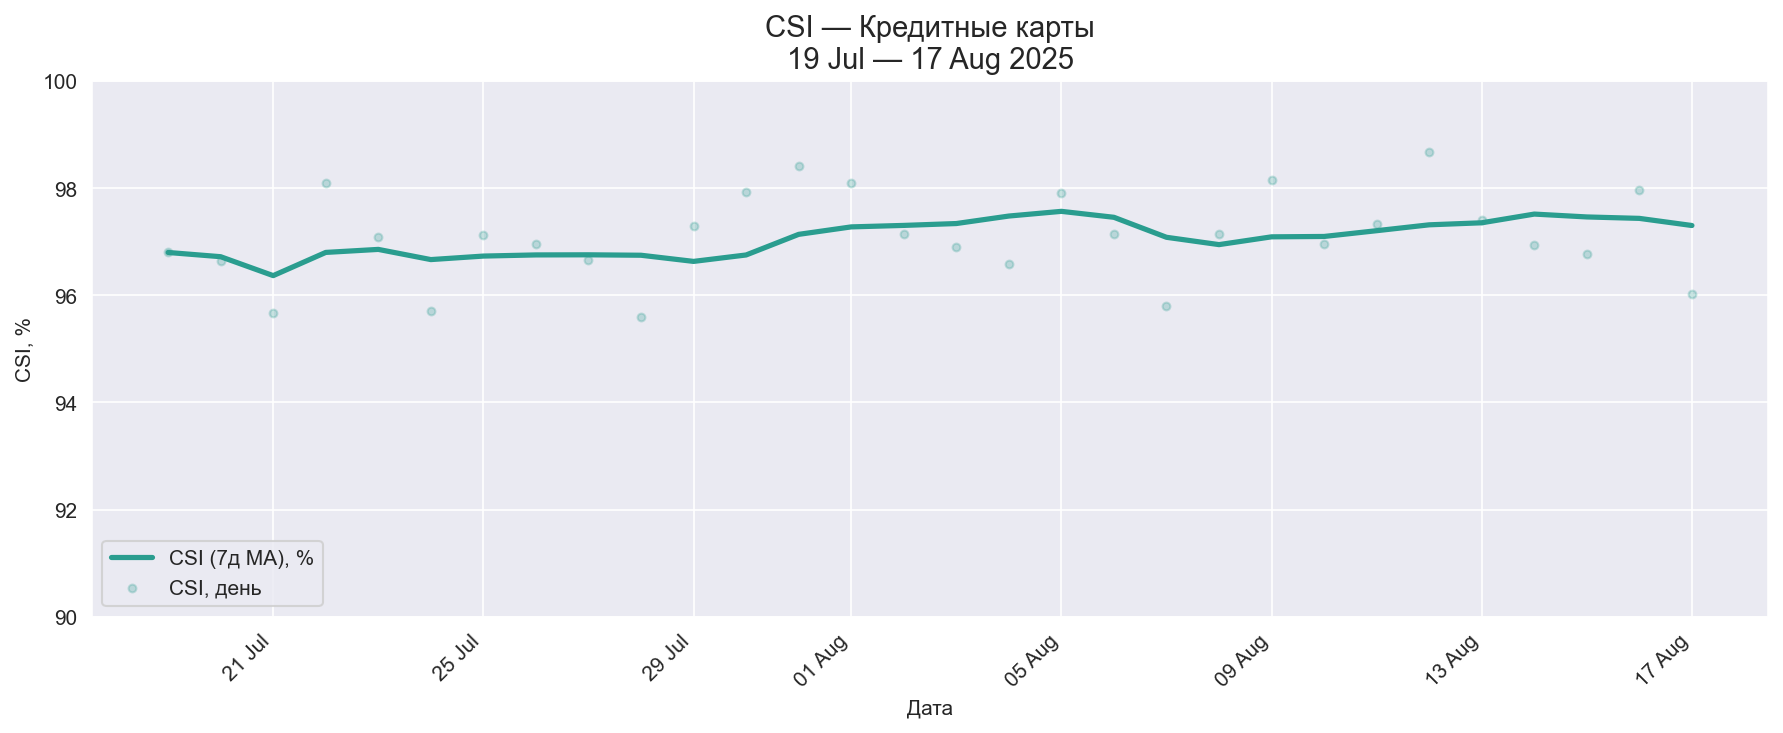 CSI — Кредитные карты
19 Jul — 17 Aug 2025
100
98
96
94
92
90
CSI, %
CSI (7д MA), %
CSI, день
21 Jul
25 Jul
29 Jul
01 Aug
05 Aug
09 Aug
13 Aug
17 Aug
Дата